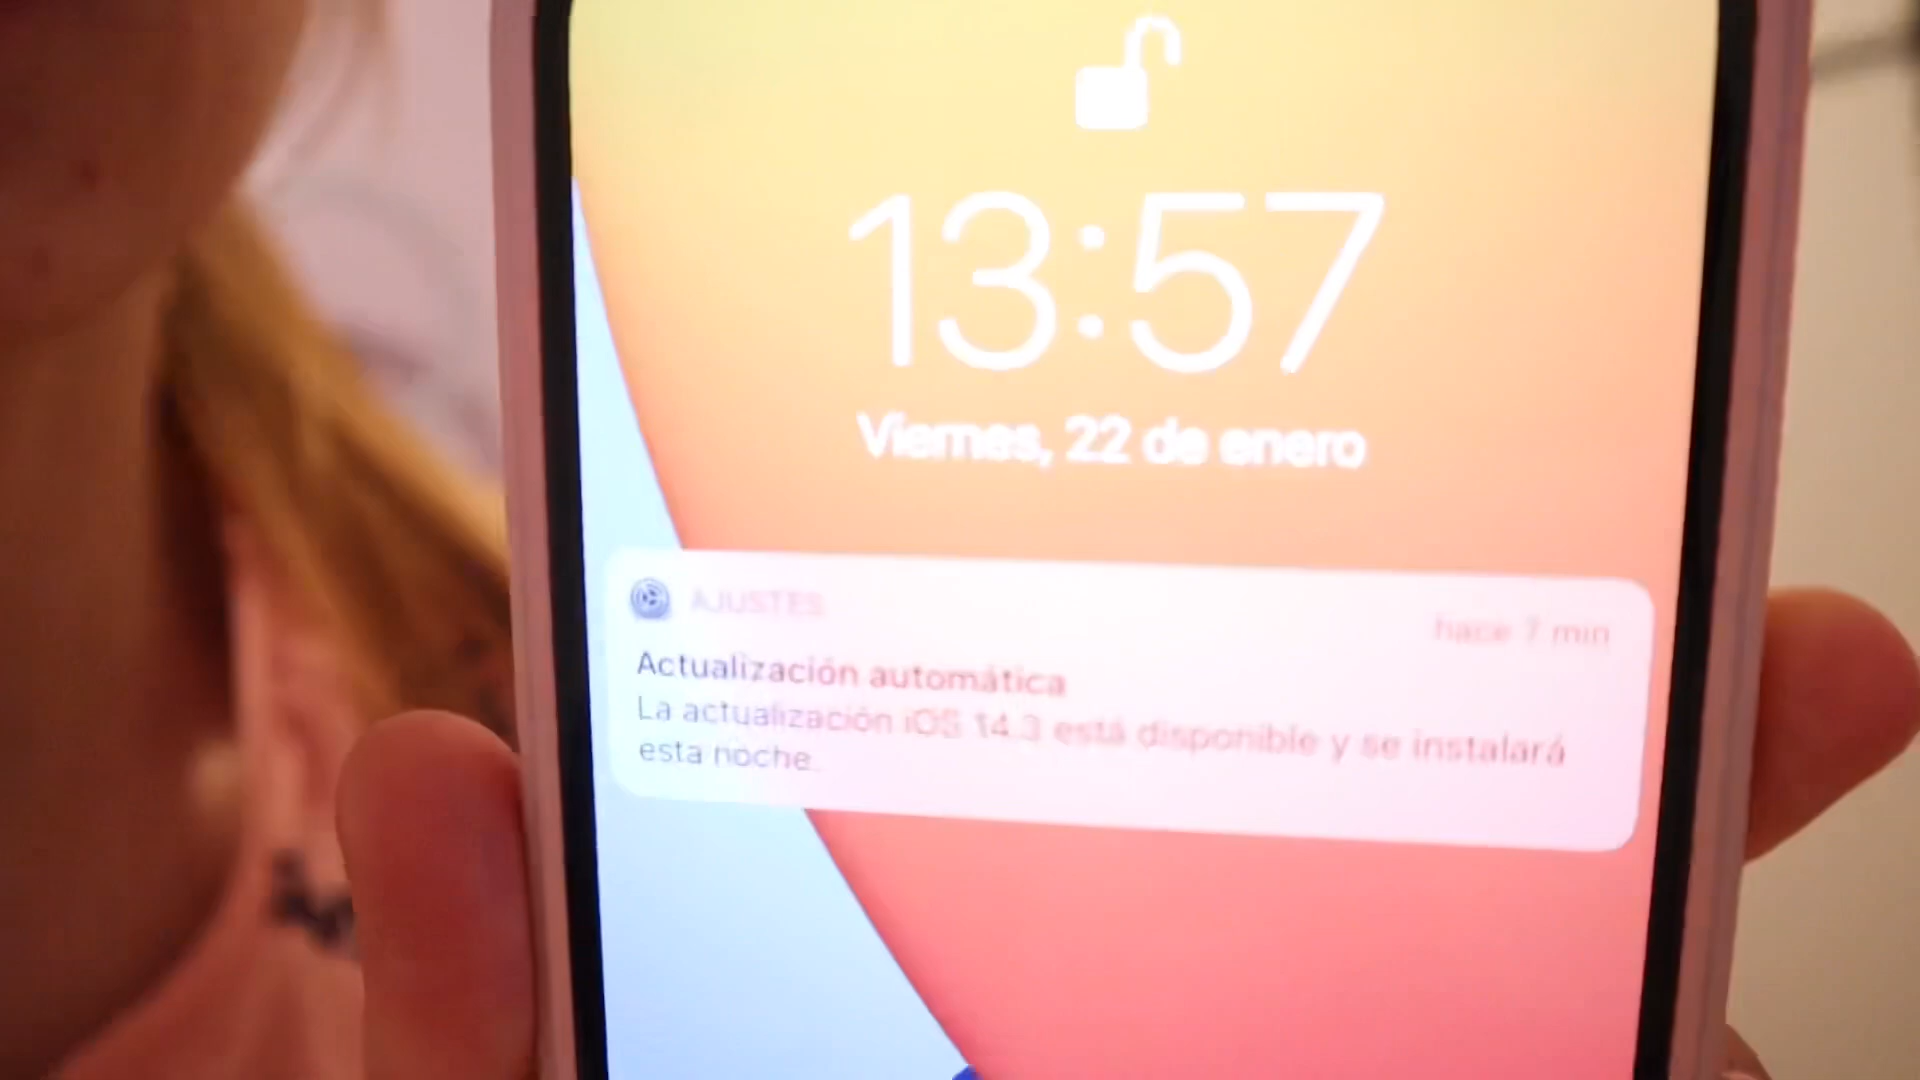 13:57
Viernes, 22 de enero
AJUSTES
hace 7 min
Actualización automática
La actualización iOS 14.3 está disponible y se instalará
esta noche.